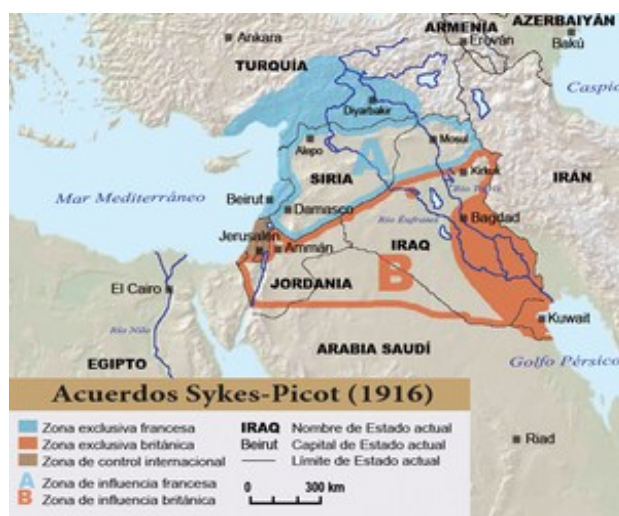 ARMENIA
AZERBAIYÁN
Ankara
Erován
Bakú
TURQUÍA
Caspio
Diyarbakir
Alepo
Mosul
A
SIRIA
Kirkuk
IRÁN
Río Tigris
Mar Mediterráneo
Beirut
Damasco
Río Eufrates
Bagdad
Jerusalén
Ammán
IRAQ
B
El Cairo
JORDANIA
Kuwait
Río Nilo
ARABIA SAUDÍ
EGIPTO
Golfo Pérsico
Riad
Acuerdos Sykes-Picot (1916)
Zona exclusiva francesa
Zona exclusiva británica
Zona de control internacional
A Zona de influencia francesa
B Zona de influencia británica
IRAQ Nombre de Estado actual
Beirut Capital de Estado actual
Límite de Estado actual
0 300 km